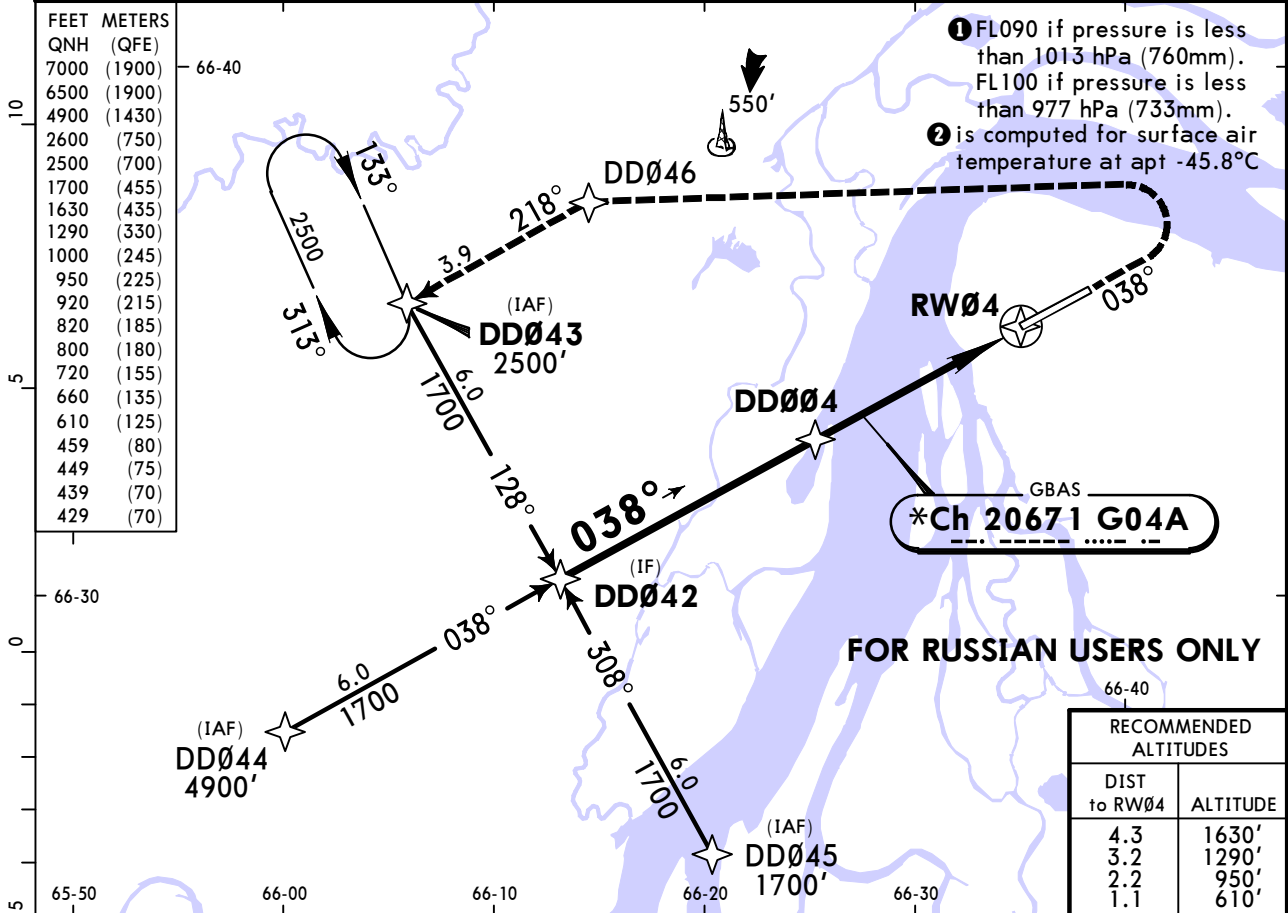 FEET METERS
QNH (QFE)
7000 (1900)
6500 (1900)
4900 (1430)
2600 (750)
2500 (700)
1700 (455)
1630 (435)
1290 (330)
1000 (245)
950 (225)
920 (215)
820 (185)
800 (180)
720 (155)
660 (135)
610 (125)
459 (80)
449 (75)
439 (70)
429 (70)
66-40
10
5
66-30
0
5
❶ FL090 if pressure is less
than 1013 hPa (760mm).
FL100 if pressure is less
than 977 hPa (733mm).
❷ is computed for surface air
temperature at apt -45.8°C
550'
133°
2500
313°
DDØ46
218°
3.9
(IAF)
DDØ43
2500'
6.0
1700
128°
RWØ4
038°
DDØØ4
038°
GBAS
*Ch 20671 G04A
(IF)
DDØ42
038°
6.0
1700
(IAF)
DDØ44
4900'
308°
6.0
1700
(IAF)
DDØ45
1700'
FOR RUSSIAN USERS ONLY
66-40
RECOMMENDED
ALTITUDES
DIST
to RWØ4 ALTITUDE
4.3 1630'
3.2 1290'
2.2 950'
1.1 610'
65-50 66-00 66-10 66-20 66-30